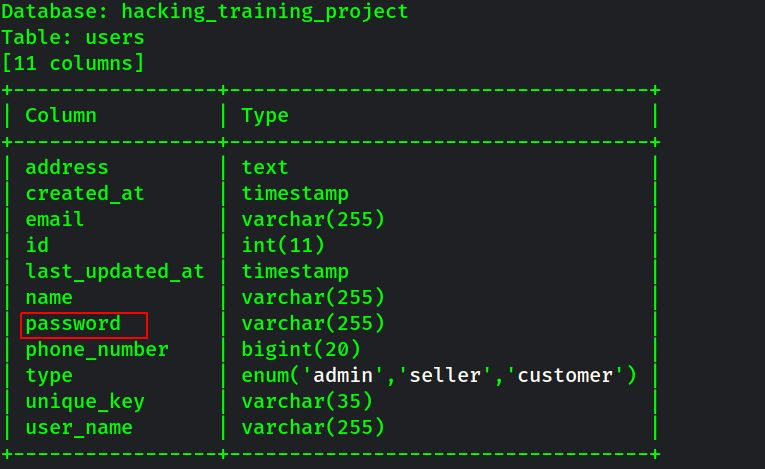 Database: hacking_training_project
Table: users
[11 columns]
+-----------------+-----------------------------------+
| Column          | Type                              |
+-----------------+-----------------------------------+
| address         | text                              |
| created_at      | timestamp                         |
| email           | varchar(255)                      |
| id              | int(11)                           |
| last_updated_at | timestamp                         |
| name            | varchar(255)                      |
| password        | varchar(255)                      |
| phone_number    | bigint(20)                        |
| type            | enum('admin','seller','customer') |
| unique_key      | varchar(35)                       |
| user_name       | varchar(255)                      |
+-----------------+-----------------------------------+